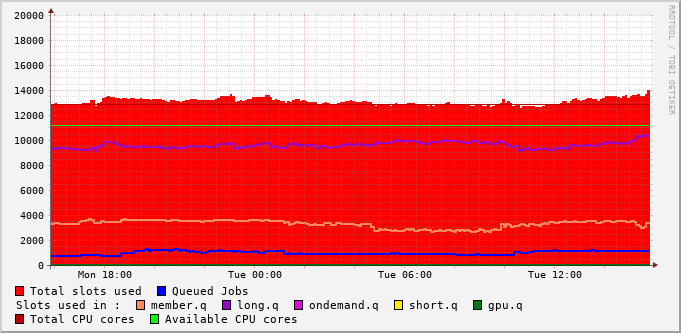 20000
18000
16000
14000
12000
10000
8000
6000
4000
2000
0
Mon 18:00 Tue 00:00 Tue 06:00 Tue 12:00
Total slots used Queued Jobs
Slots used in : member.q long.q ondemand.q short.q gpu.q
Total CPU cores Available CPU cores
RRDTOOL / TOBI OETIKER